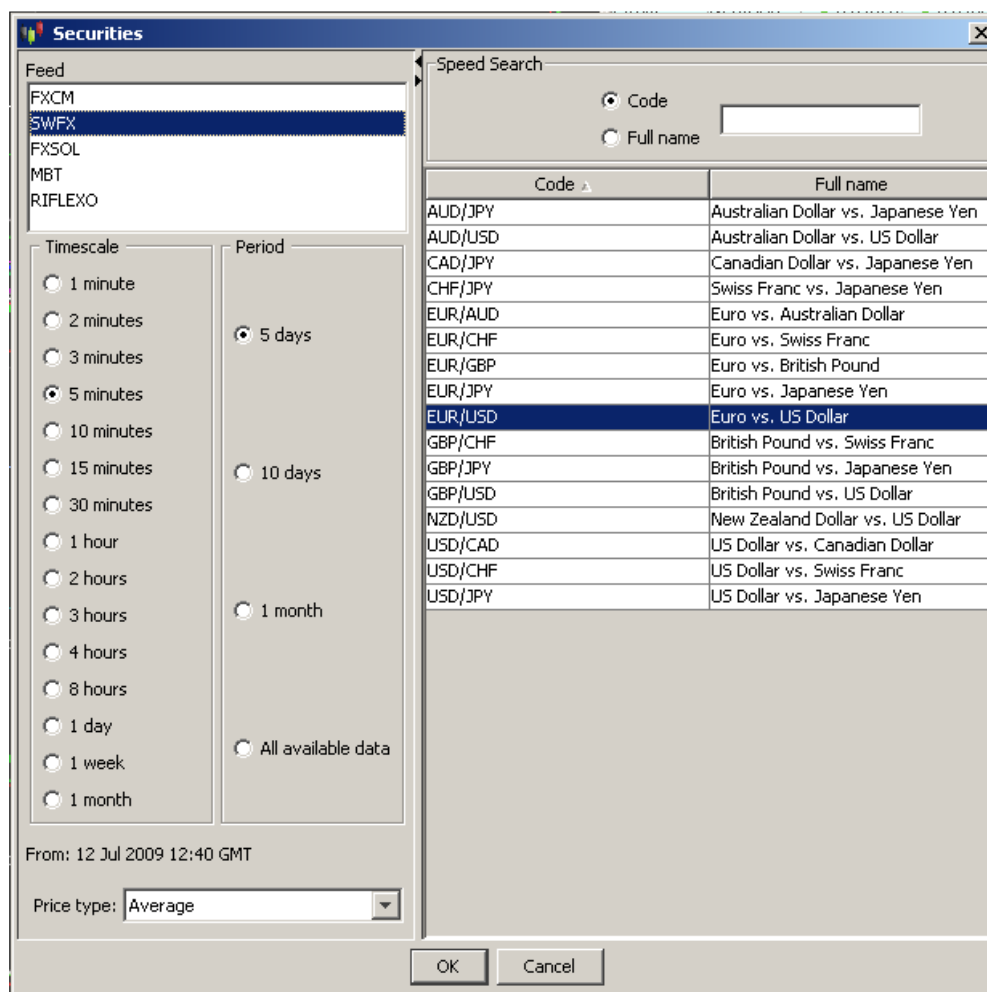 Securities
Feed
FXCM
SWFX
FXSOL
MBT
RIFLEXO
Timescale
1 minute
2 minutes
3 minutes
5 minutes
10 minutes
15 minutes
30 minutes
1 hour
2 hours
3 hours
4 hours
8 hours
1 day
1 week
1 month
Period
5 days
10 days
1 month
All available data
From: 12 Jul 2009 12:40 GMT
Price type: Average
Speed Search
Code
Full name
Code Full name
AUD/JPY Australian Dollar vs. Japanese Yen
AUD/USD Australian Dollar vs. US Dollar
CAD/JPY Canadian Dollar vs. Japanese Yen
CHF/JPY Swiss Franc vs. Japanese Yen
EUR/AUD Euro vs. Australian Dollar
EUR/CHF Euro vs. Swiss Franc
EUR/GBP Euro vs. British Pound
EUR/JPY Euro vs. Japanese Yen
EUR/USD Euro vs. US Dollar
GBP/CHF British Pound vs. Swiss Franc
GBP/JPY British Pound vs. Japanese Yen
GBP/USD British Pound vs. US Dollar
NZD/USD New Zealand Dollar vs. US Dollar
USD/CAD US Dollar vs. Canadian Dollar
USD/CHF US Dollar vs. Swiss Franc
USD/JPY US Dollar vs. Japanese Yen
OK Cancel